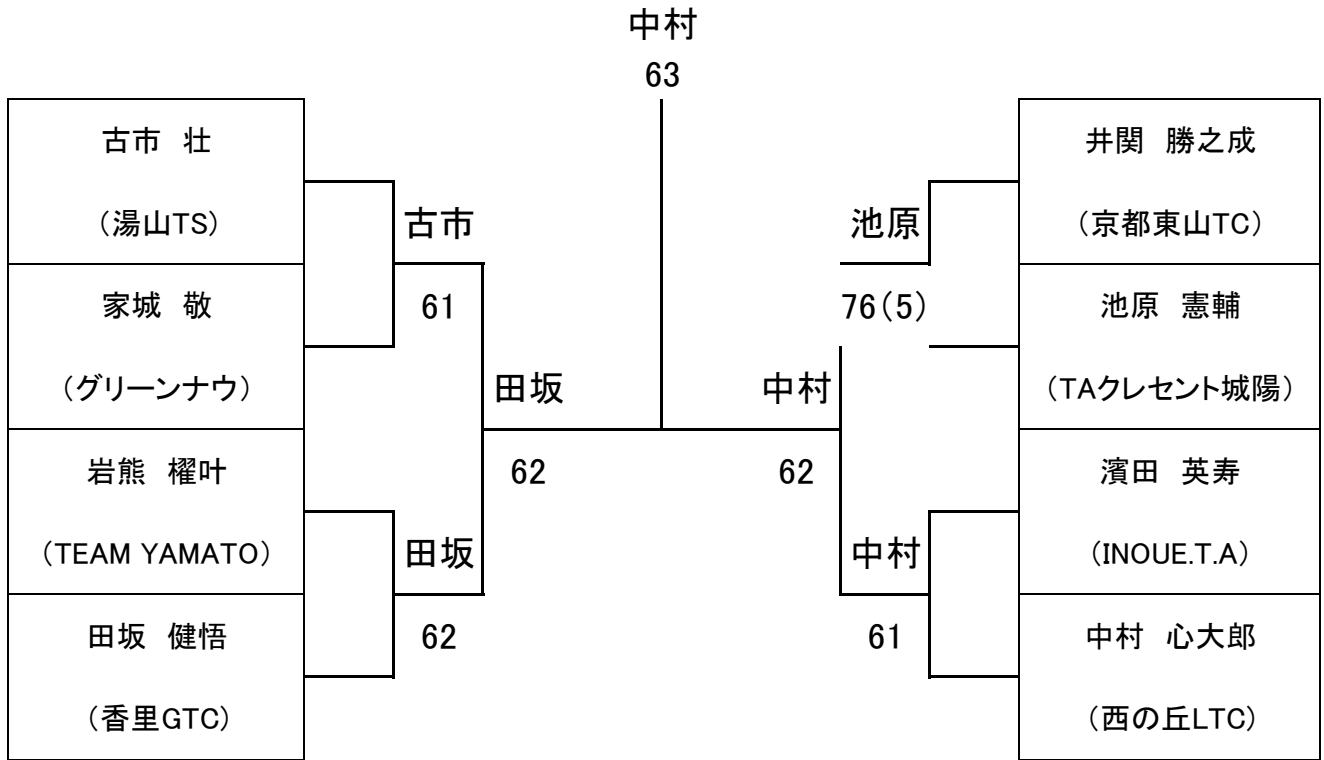 中村
63
古市 壮
（湯山TS）
家城 敬
（グリーンナウ）
岩熊 櫂叶
（TEAM YAMATO）
田坂 健悟
（香里GTC）
古市
61
田坂
62
田坂
62
中村
62
池原
76（5）
中村
61
井関 勝之成
（京都東山TC）
池原 憲輔
（TAクレセント城陽）
濱田 英寿
（INOUE.T.A）
中村 心大郎
（西の丘LTC）